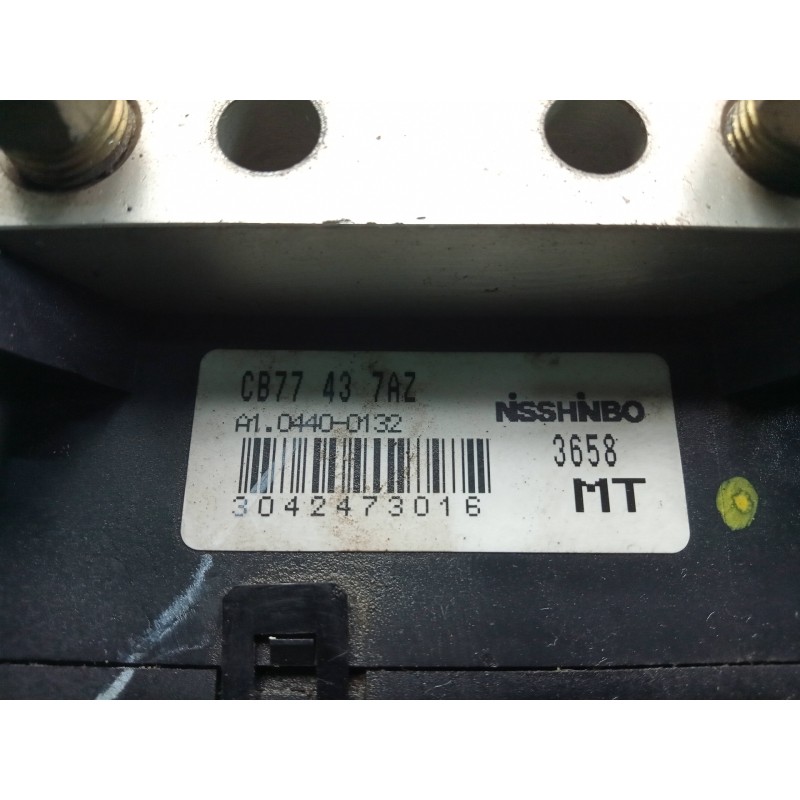 CB77 43 7AZ
NiSSHiNBO
A1.0440-0132
3658
MT
3042473016